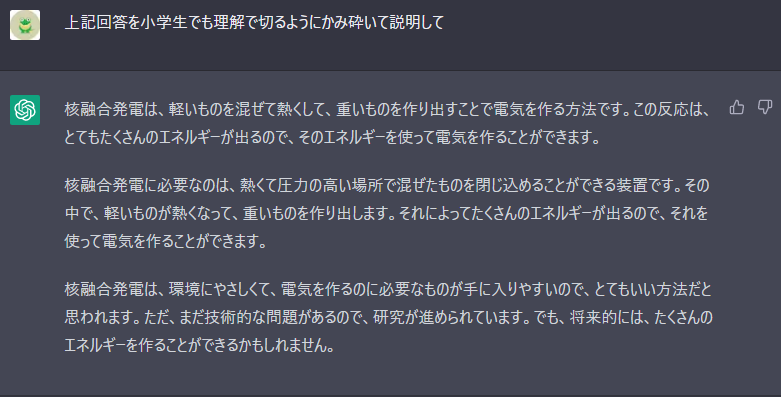 上記回答を小学生でも理解で切るようにかみ砕いて説明して
核融合発電は、軽いものを混ぜて熱くして、重いものを作り出すことで電気を作る方法です。この反応は、
とてもたくさんのエネルギーが出るので、そのエネルギーを使って電気を作ることができます。
核融合発電に必要なのは、熱くて圧力の高い場所で混ぜたものを閉じ込めることができる装置です。その
中で、軽いものが熱くなって、重いものを作り出します。それによってたくさんのエネルギーが出るので、それを
使って電気を作ることができます。
核融合発電は、環境にやさしくて、電気を作るのに必要なものが手に入りやすいので、とてもいい方法だと
思われます。ただ、まだ技術的な問題があるので、研究が進められています。でも、将来的には、たくさんの
エネルギーを作ることができるかもしれません。